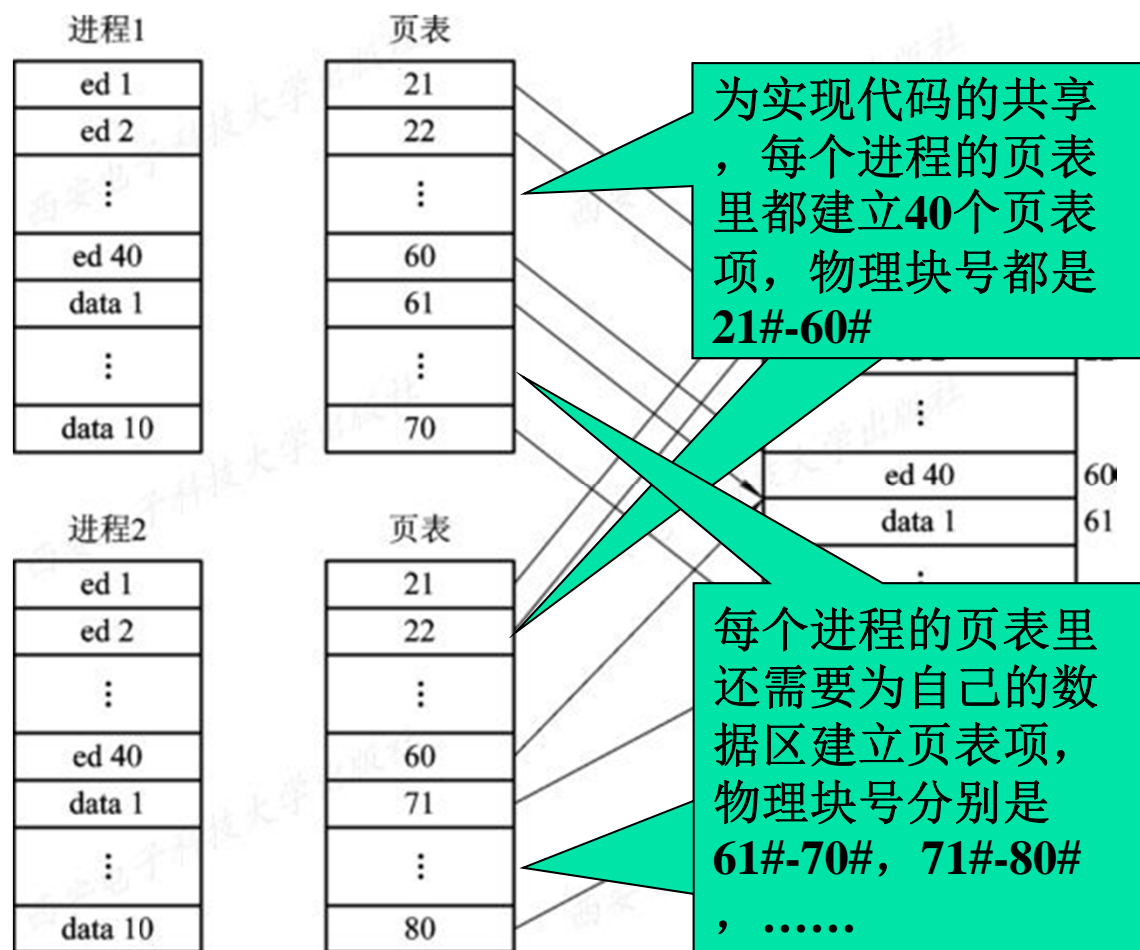 进程1
ed 1
ed 2
⋮
ed 40
data 1
⋮
data 10
页表
21
22
⋮
60
61
⋮
70
为实现代码的共享
，每个进程的页表
里都建立40个页表
项，物理块号都是
21#-60#
⋮
ed 40
60
data 1
61
进程2
ed 1
ed 2
⋮
ed 40
data 1
⋮
data 10
页表
21
22
⋮
60
71
⋮
80
每个进程的页表里
还需要为自己的数
据区建立页表项，
物理块号分别是
61#-70#，71#-80#
，……